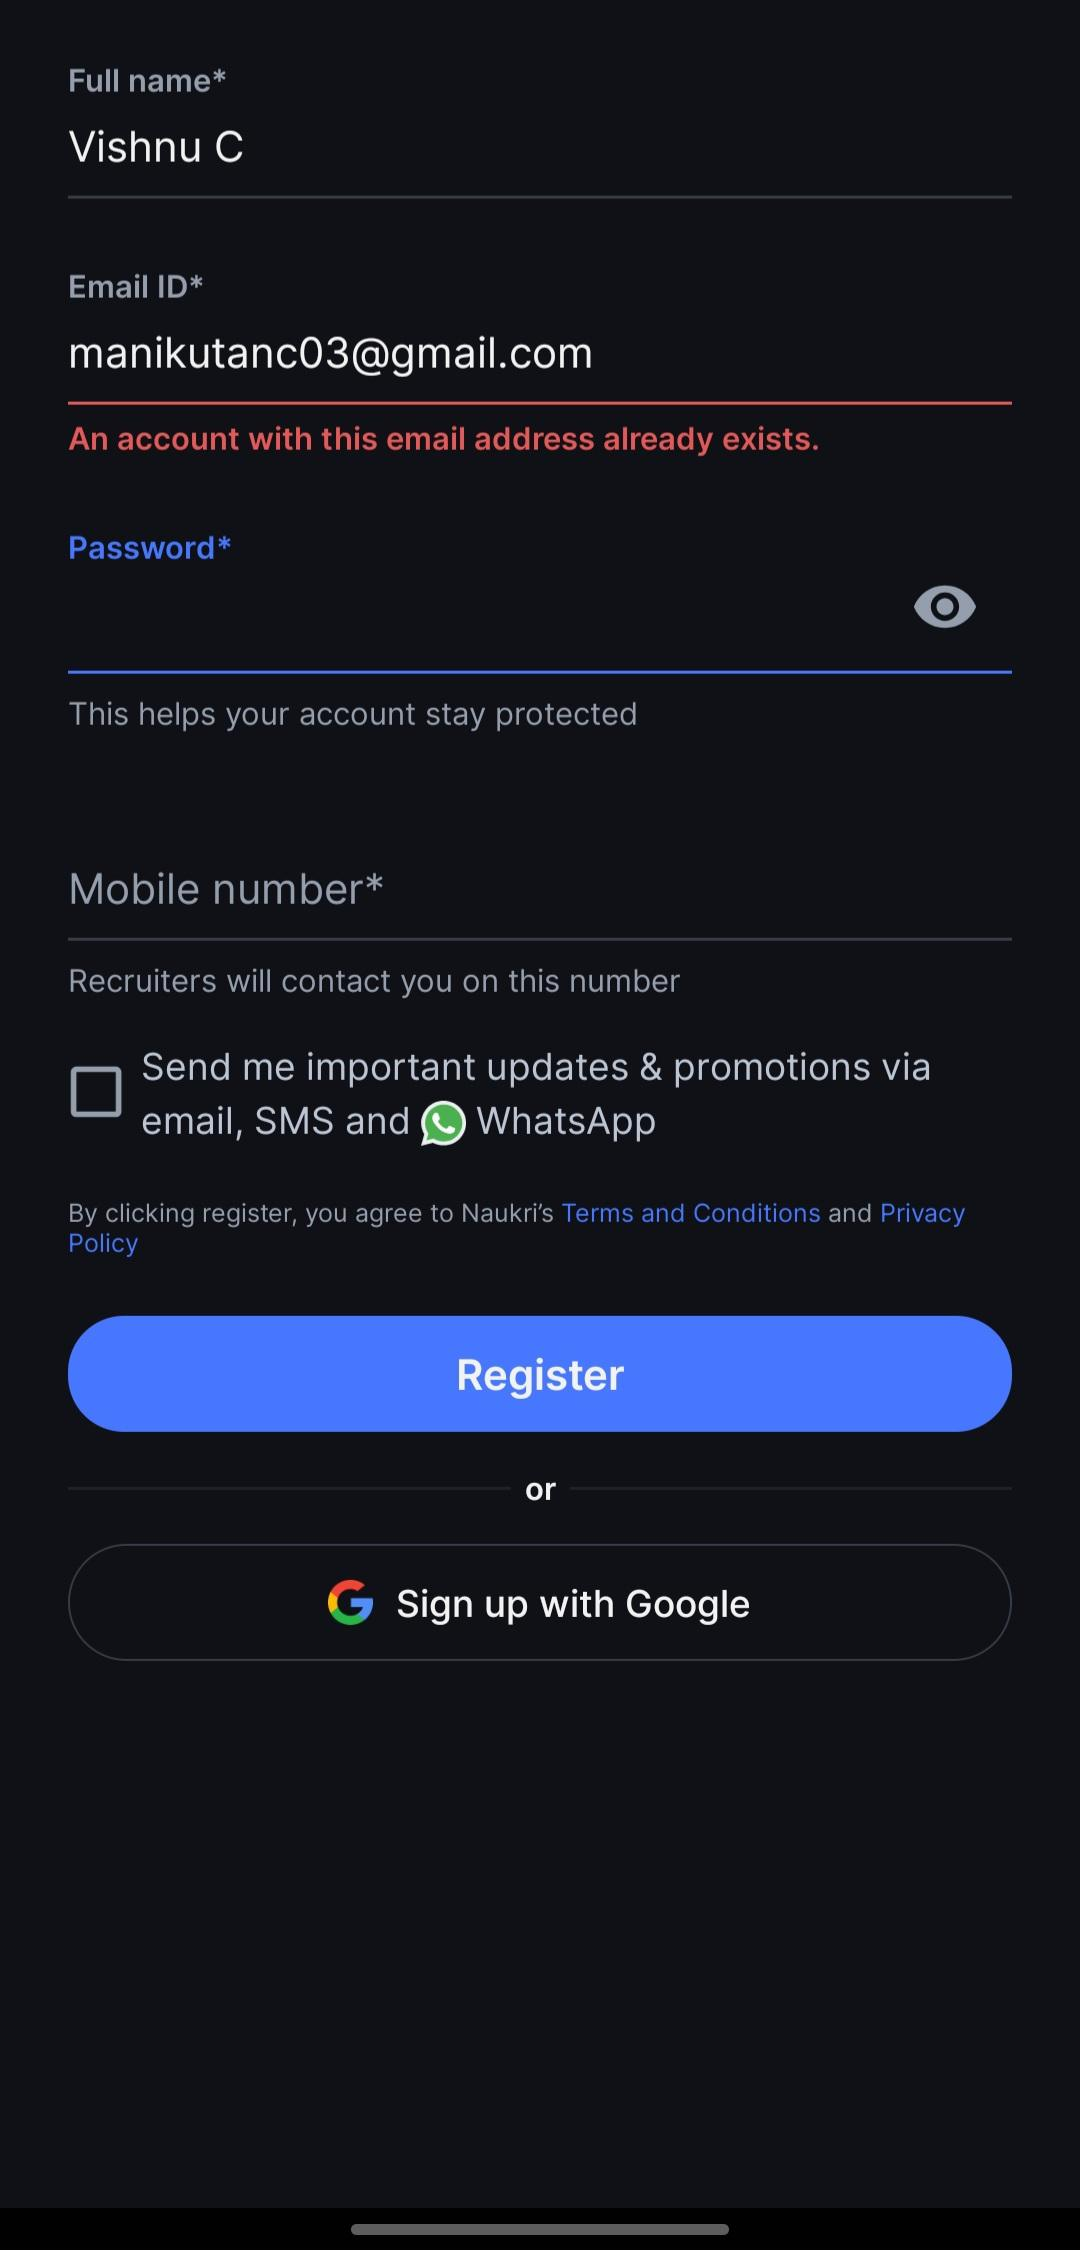 Full name*
Vishnu C
Email ID*
manikutanc03@gmail.com
An account with this email address already exists.
Password*
This helps your account stay protected
Mobile number*
Recruiters will contact you on this number
Send me important updates & promotions via
email, SMS and WhatsApp
By clicking register, you agree to Naukri’s Terms and Conditions and Privacy
Policy
Register
or
Sign up with Google